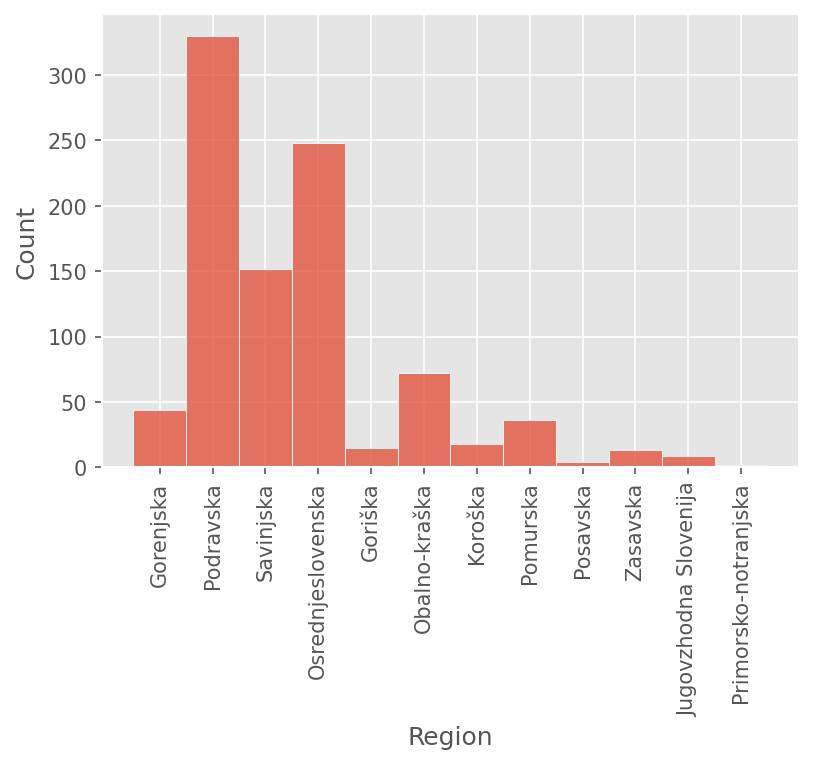 300
250
200
150
100
50
0
Count
Gorenjska
Podravska
Savinjska
Osrednjeslovenska
Goriška
Obalno-kraška
Koroška
Pomurska
Posavska
Zasavska
Jugovzhodna Slovenija
Primorsko-notranjska
Region